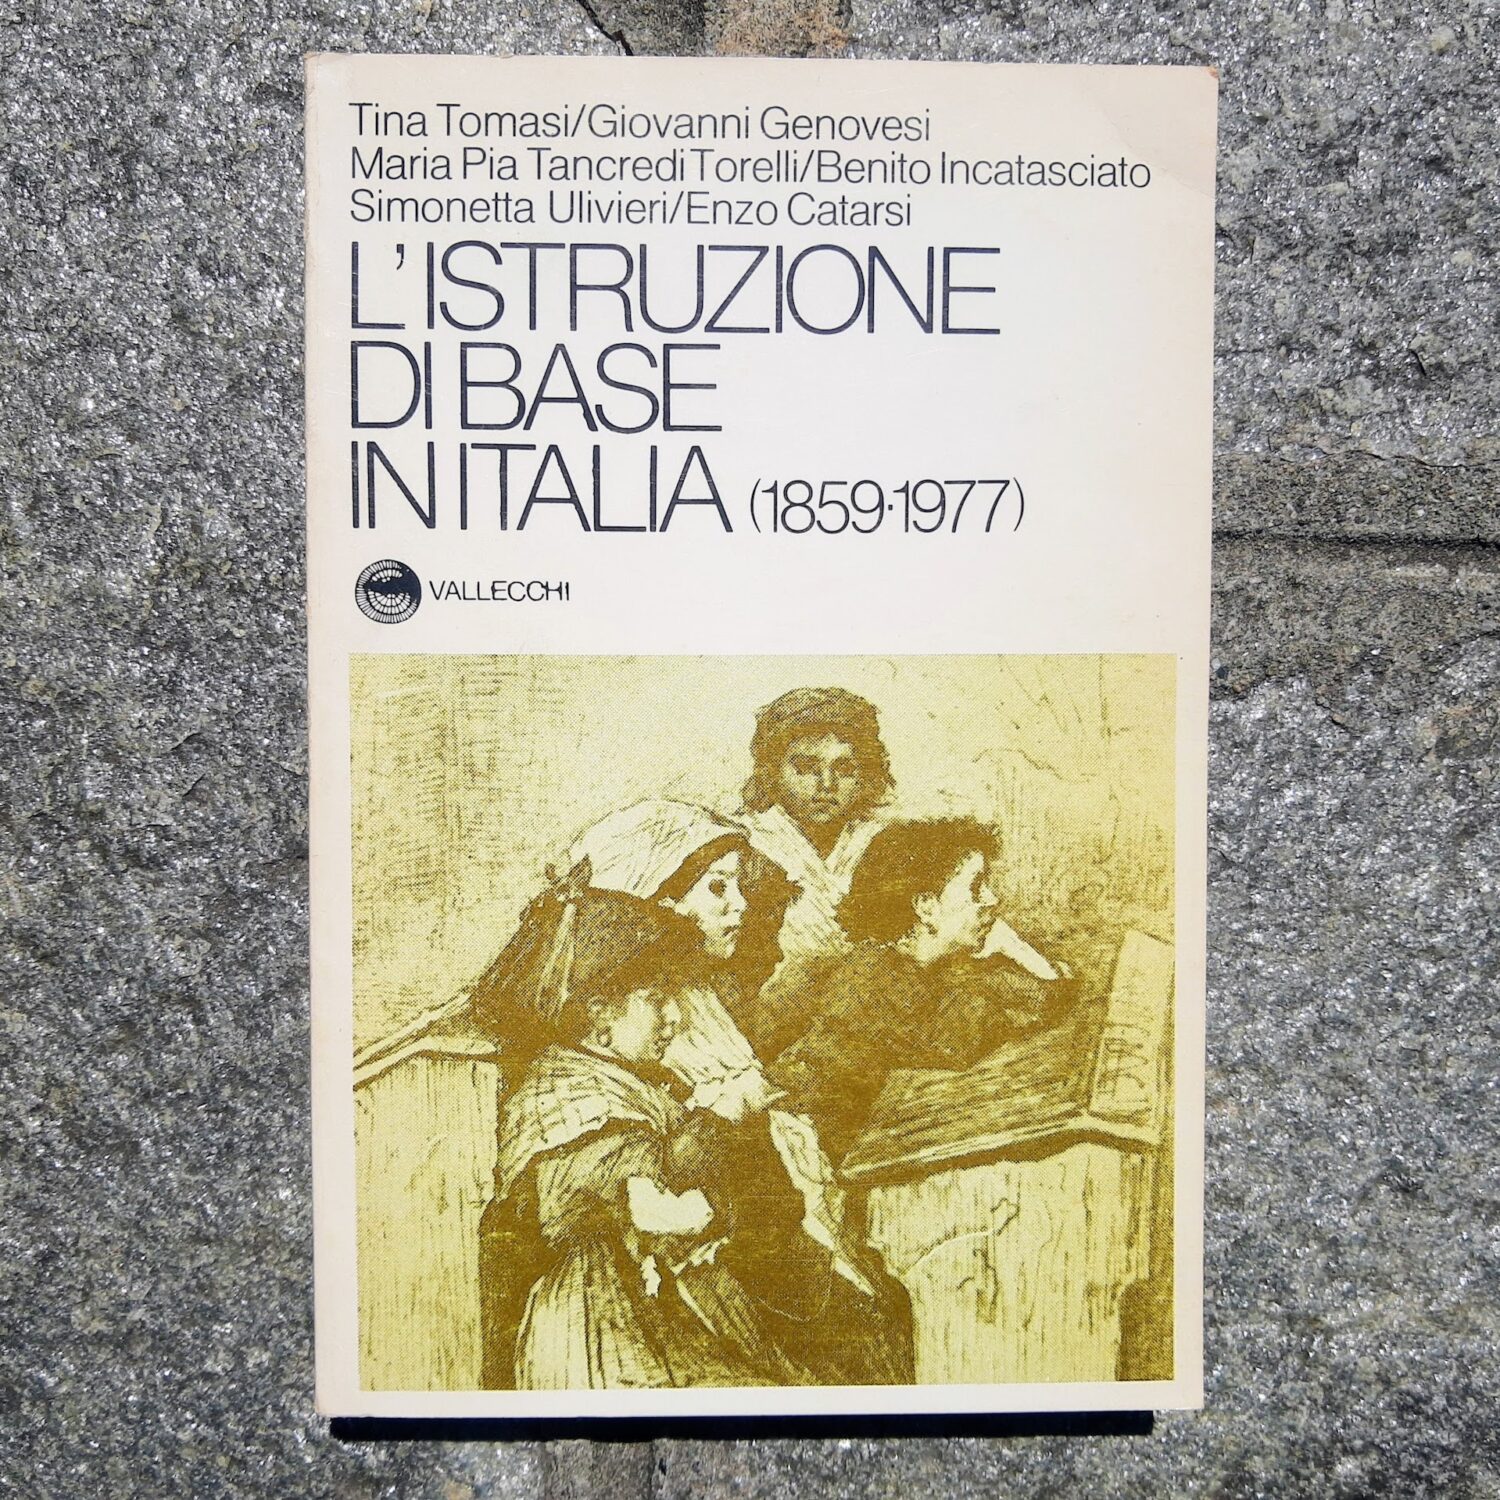 Tina Tomasi/Giovanni Genovesi
Maria Pia Tancredi Torelli/Benito Incatasciato
Simonetta Ulivieri/Enzo Catarsi
L'ISTRUZIONE
DI BASE
IN ITALIA (1859·1977)
VALLECCHI